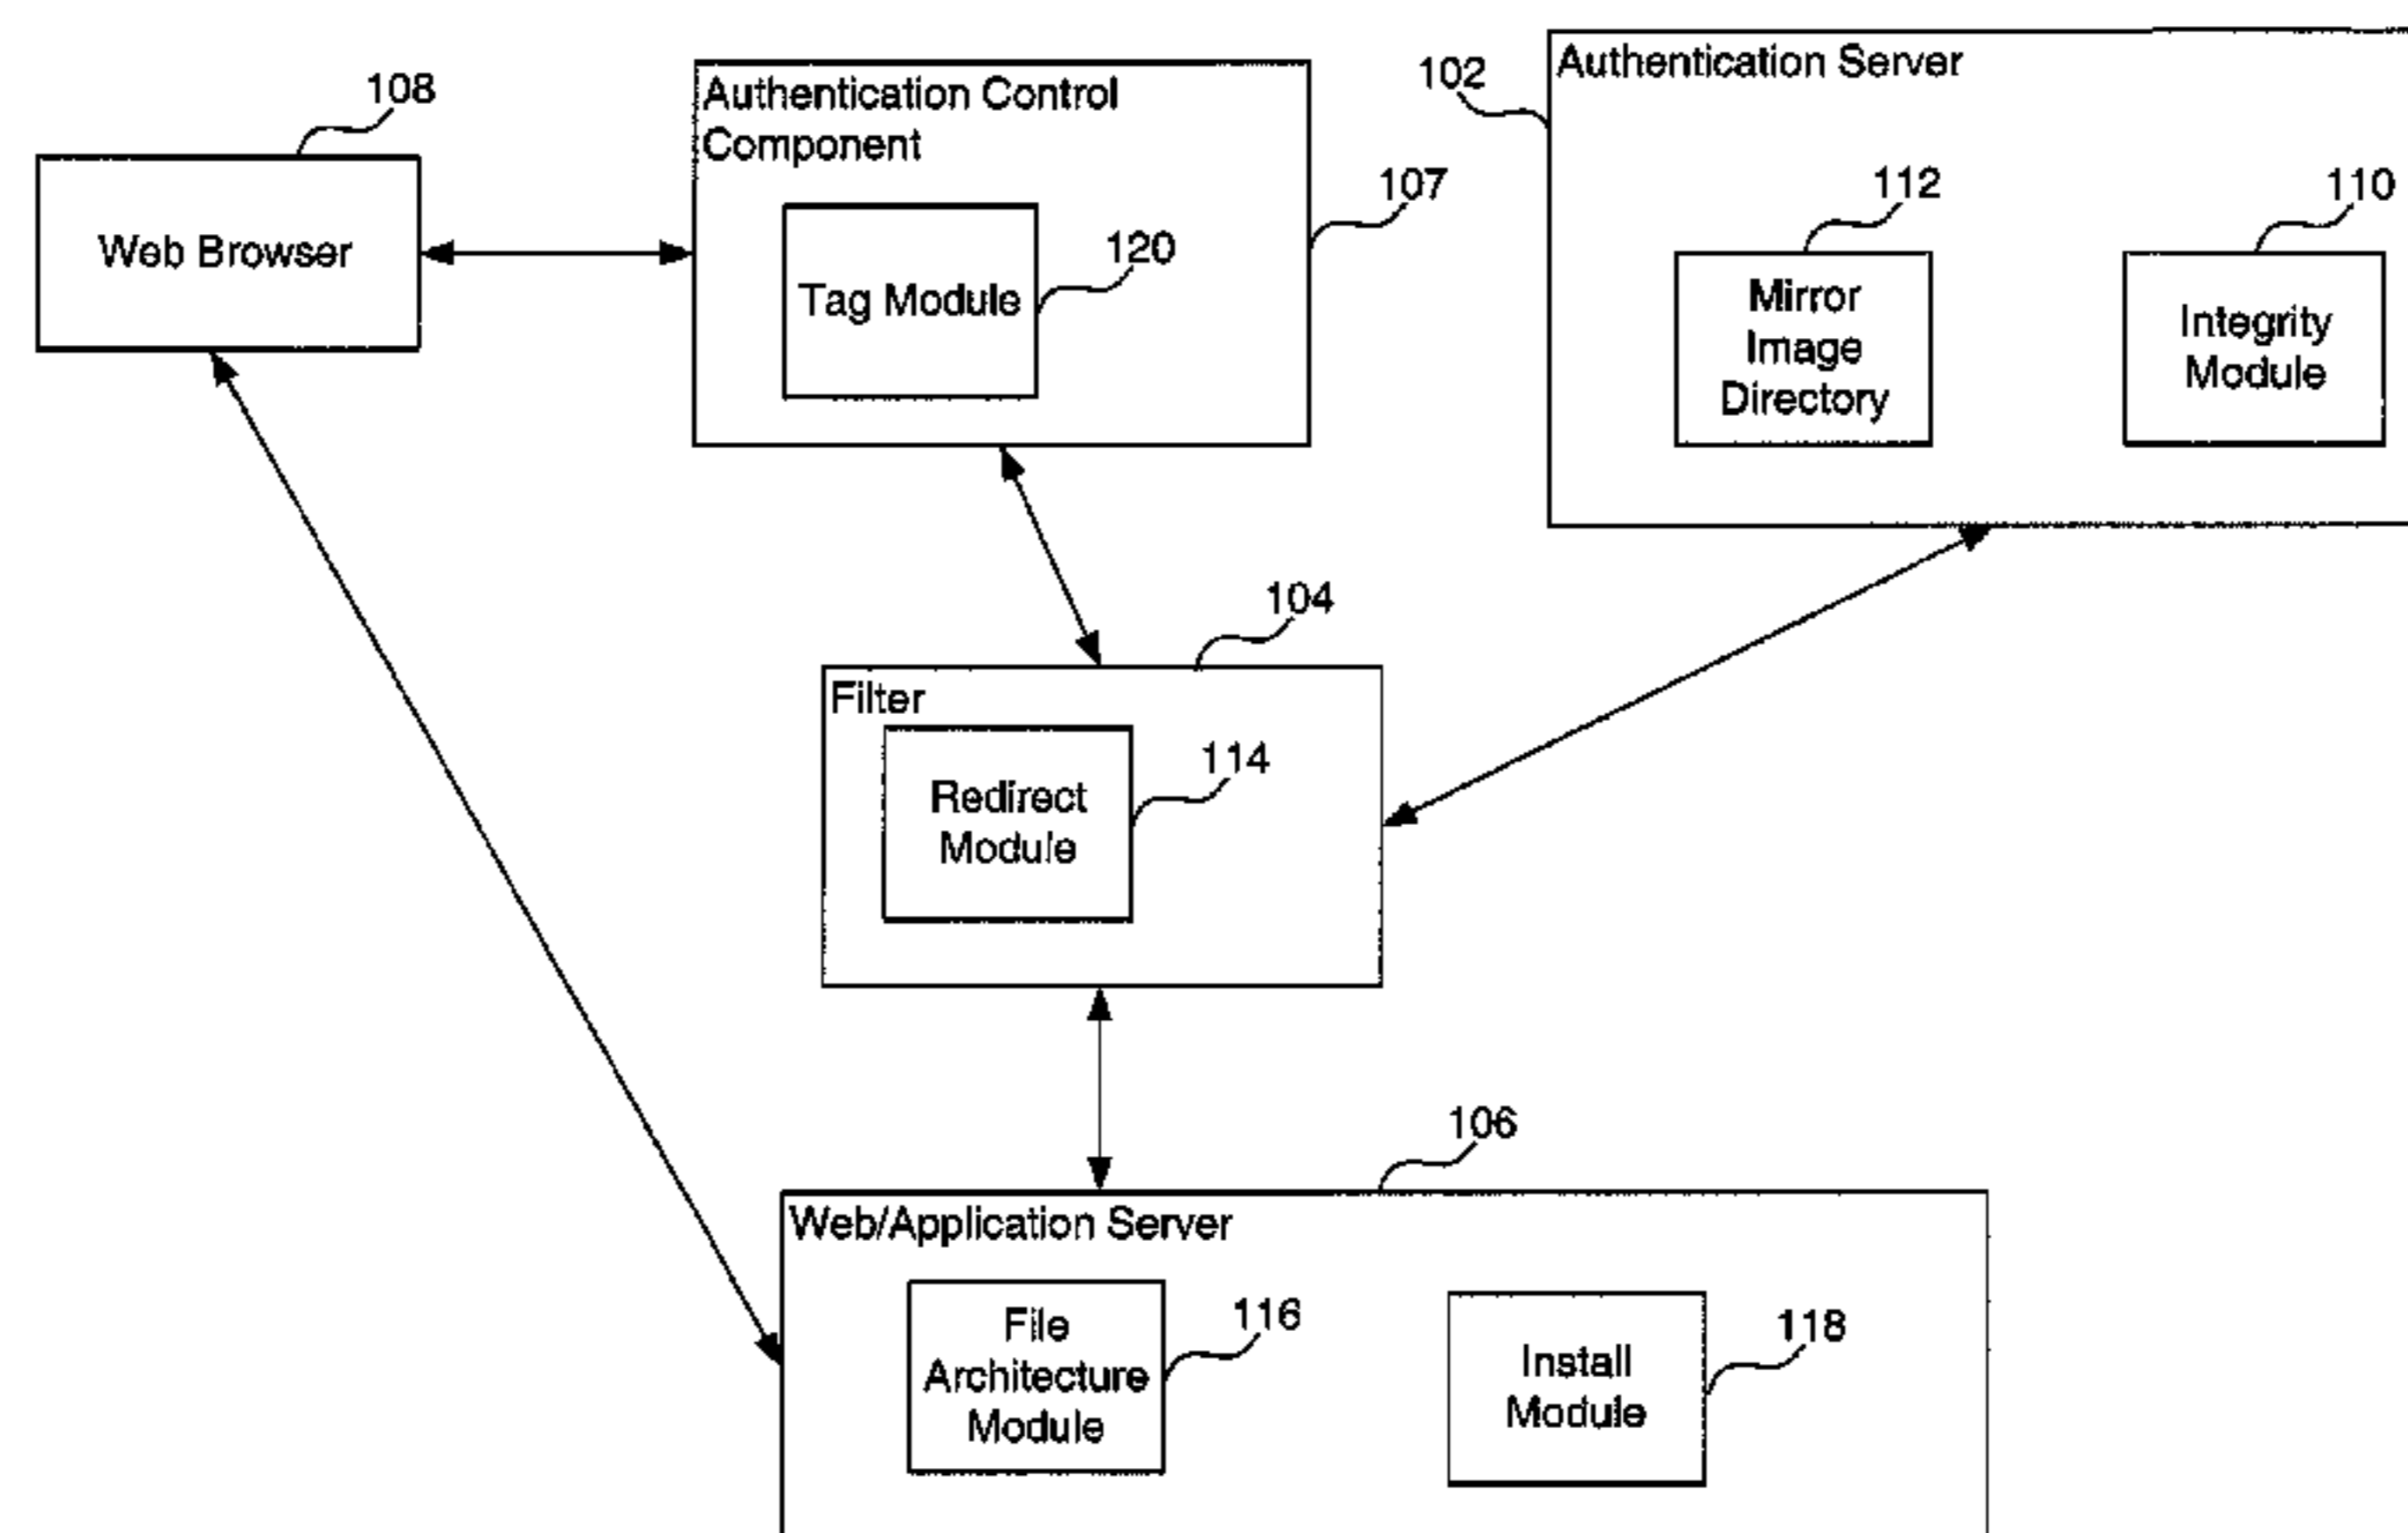 108
Web Browser
Authentication Control
Component
107
Tag Module
120
102
Authentication Server
112
Mirror
Image
Directory
110
Integrity
Module
104
Filter
Redirect
Module
114
106
Web/Application Server
File
Architecture
Module
116
Install
Module
118